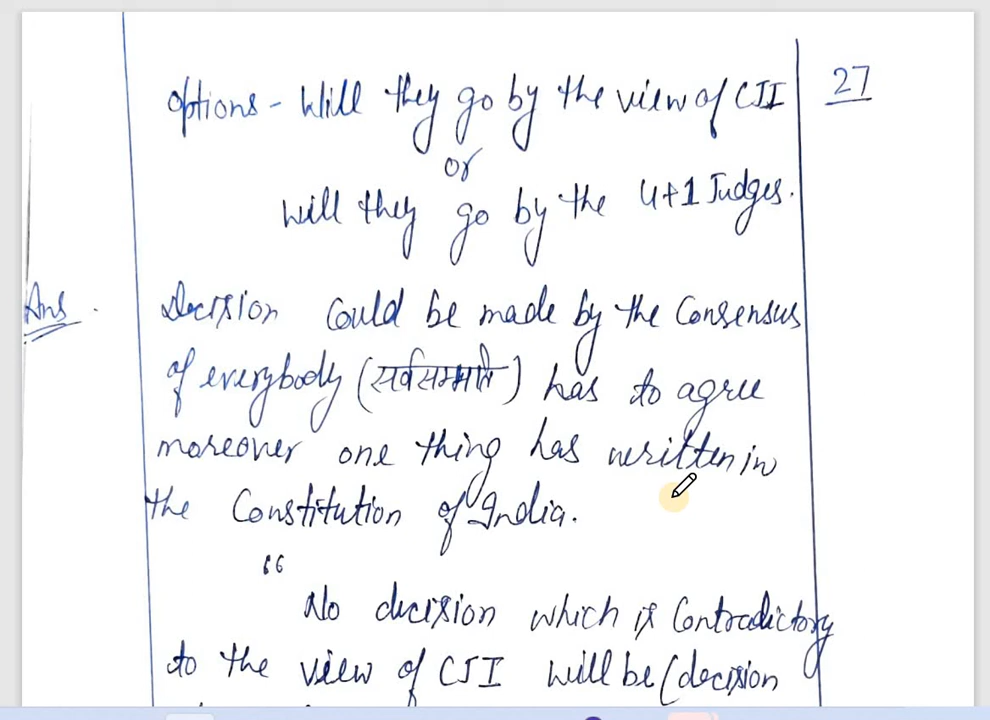 options - Will they go by the view of CJI
27
or
will they go by the 4+1 Judges.
Ans.
Decision could be made by the Consensus
of everybody (सर्वसम्मति) has to agree
moreover one thing has written in
the Constitution of India.
"
No decision which is Contradictory
to the view of CJI will be (decision